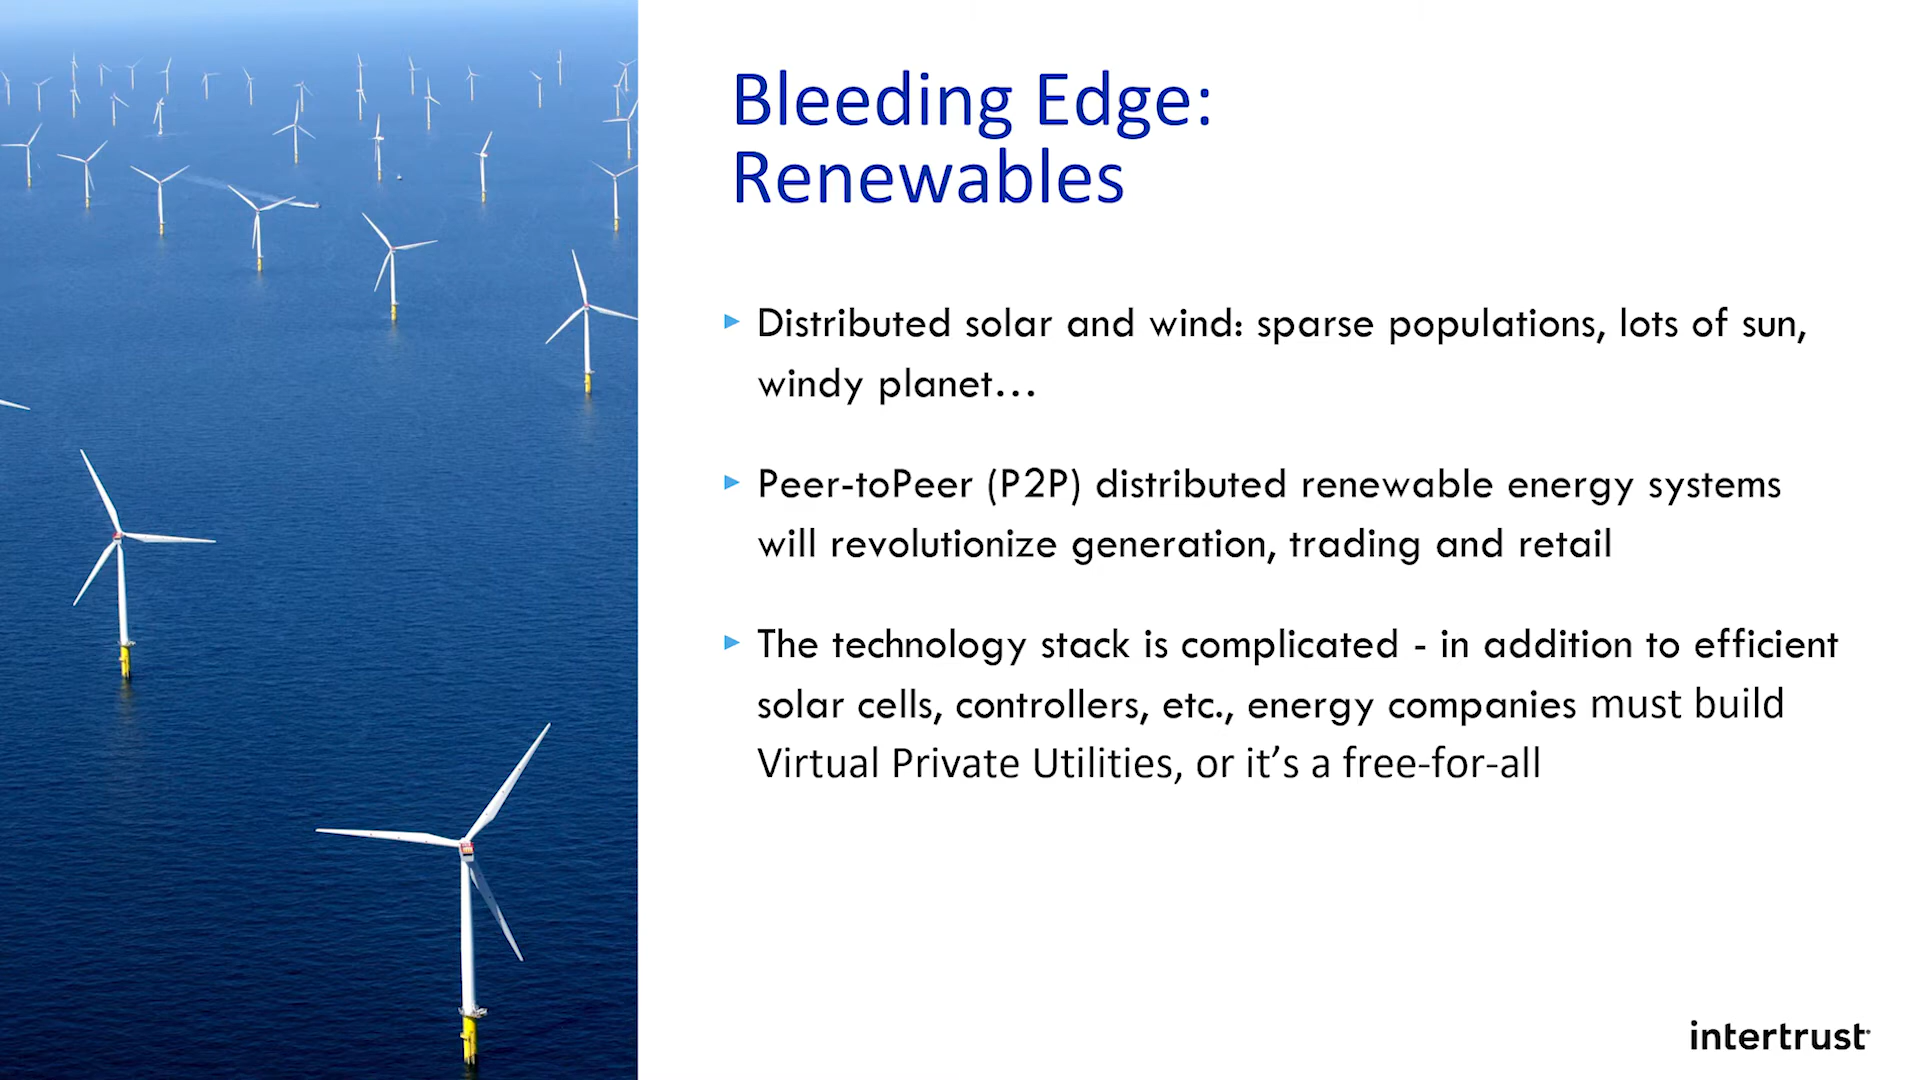 Bleeding Edge:
Renewables
Distributed solar and wind: sparse populations, lots of sun,
windy planet...
Peer-toPeer (P2P) distributed renewable energy systems
will revolutionize generation, trading and retail
The technology stack is complicated - in addition to efficient
solar cells, controllers, etc., energy companies must build
Virtual Private Utilities, or it’s a free-for-all
intertrust